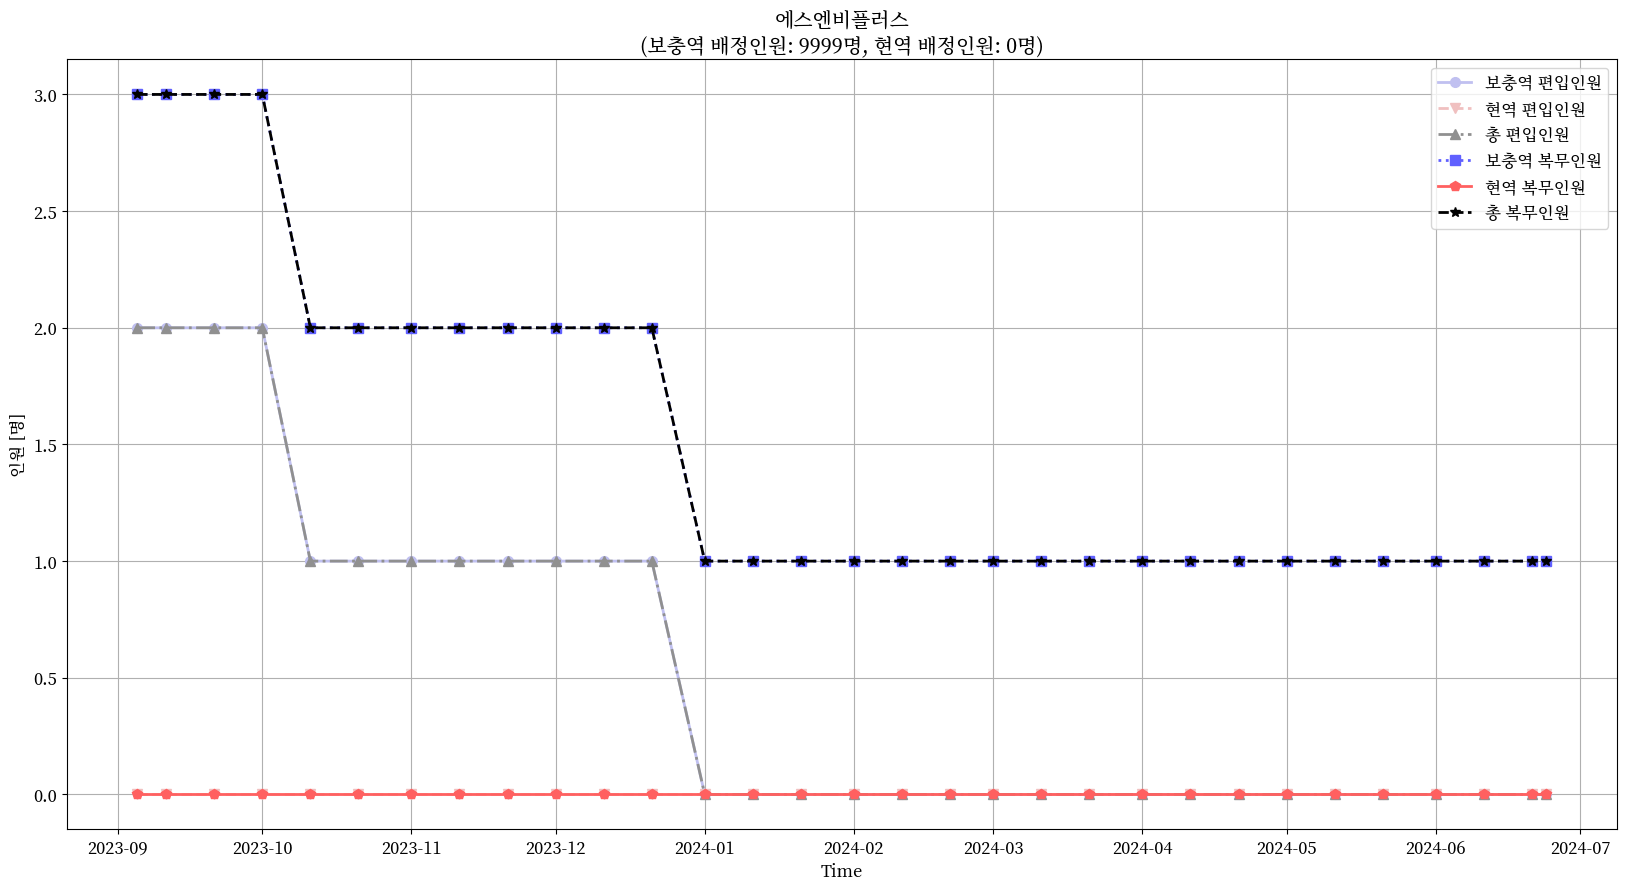 에스엔비플러스
(보충역 배정인원: 9999명, 현역 배정인원: 0명)
보충역 편입인원
현역 편입인원
총 편입인원
보충역 복무인원
현역 복무인원
총 복무인원
인원 [명]
3.0
2.5
2.0
1.5
1.0
0.5
0.0
2023-09 2023-10 2023-11 2023-12 2024-01 2024-02 2024-03 2024-04 2024-05 2024-06 2024-07
Time